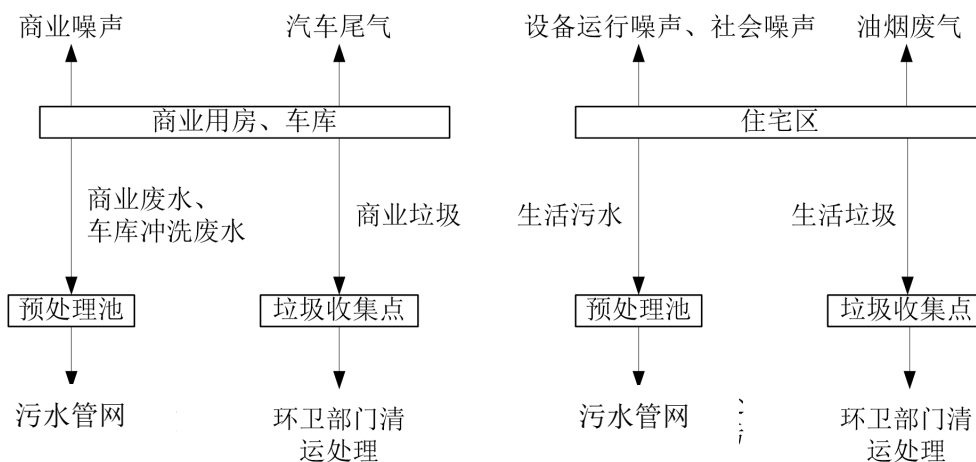 商业噪声
汽车尾气
设备运行噪声、社会噪声
油烟废气
商业用房、车库
住宅区
商业废水、
车库冲洗废水
商业垃圾
生活污水
生活垃圾
预处理池
垃圾收集点
预处理池
垃圾收集点
污水管网
环卫部门清
运处理
污水管网
环卫部门清
运处理